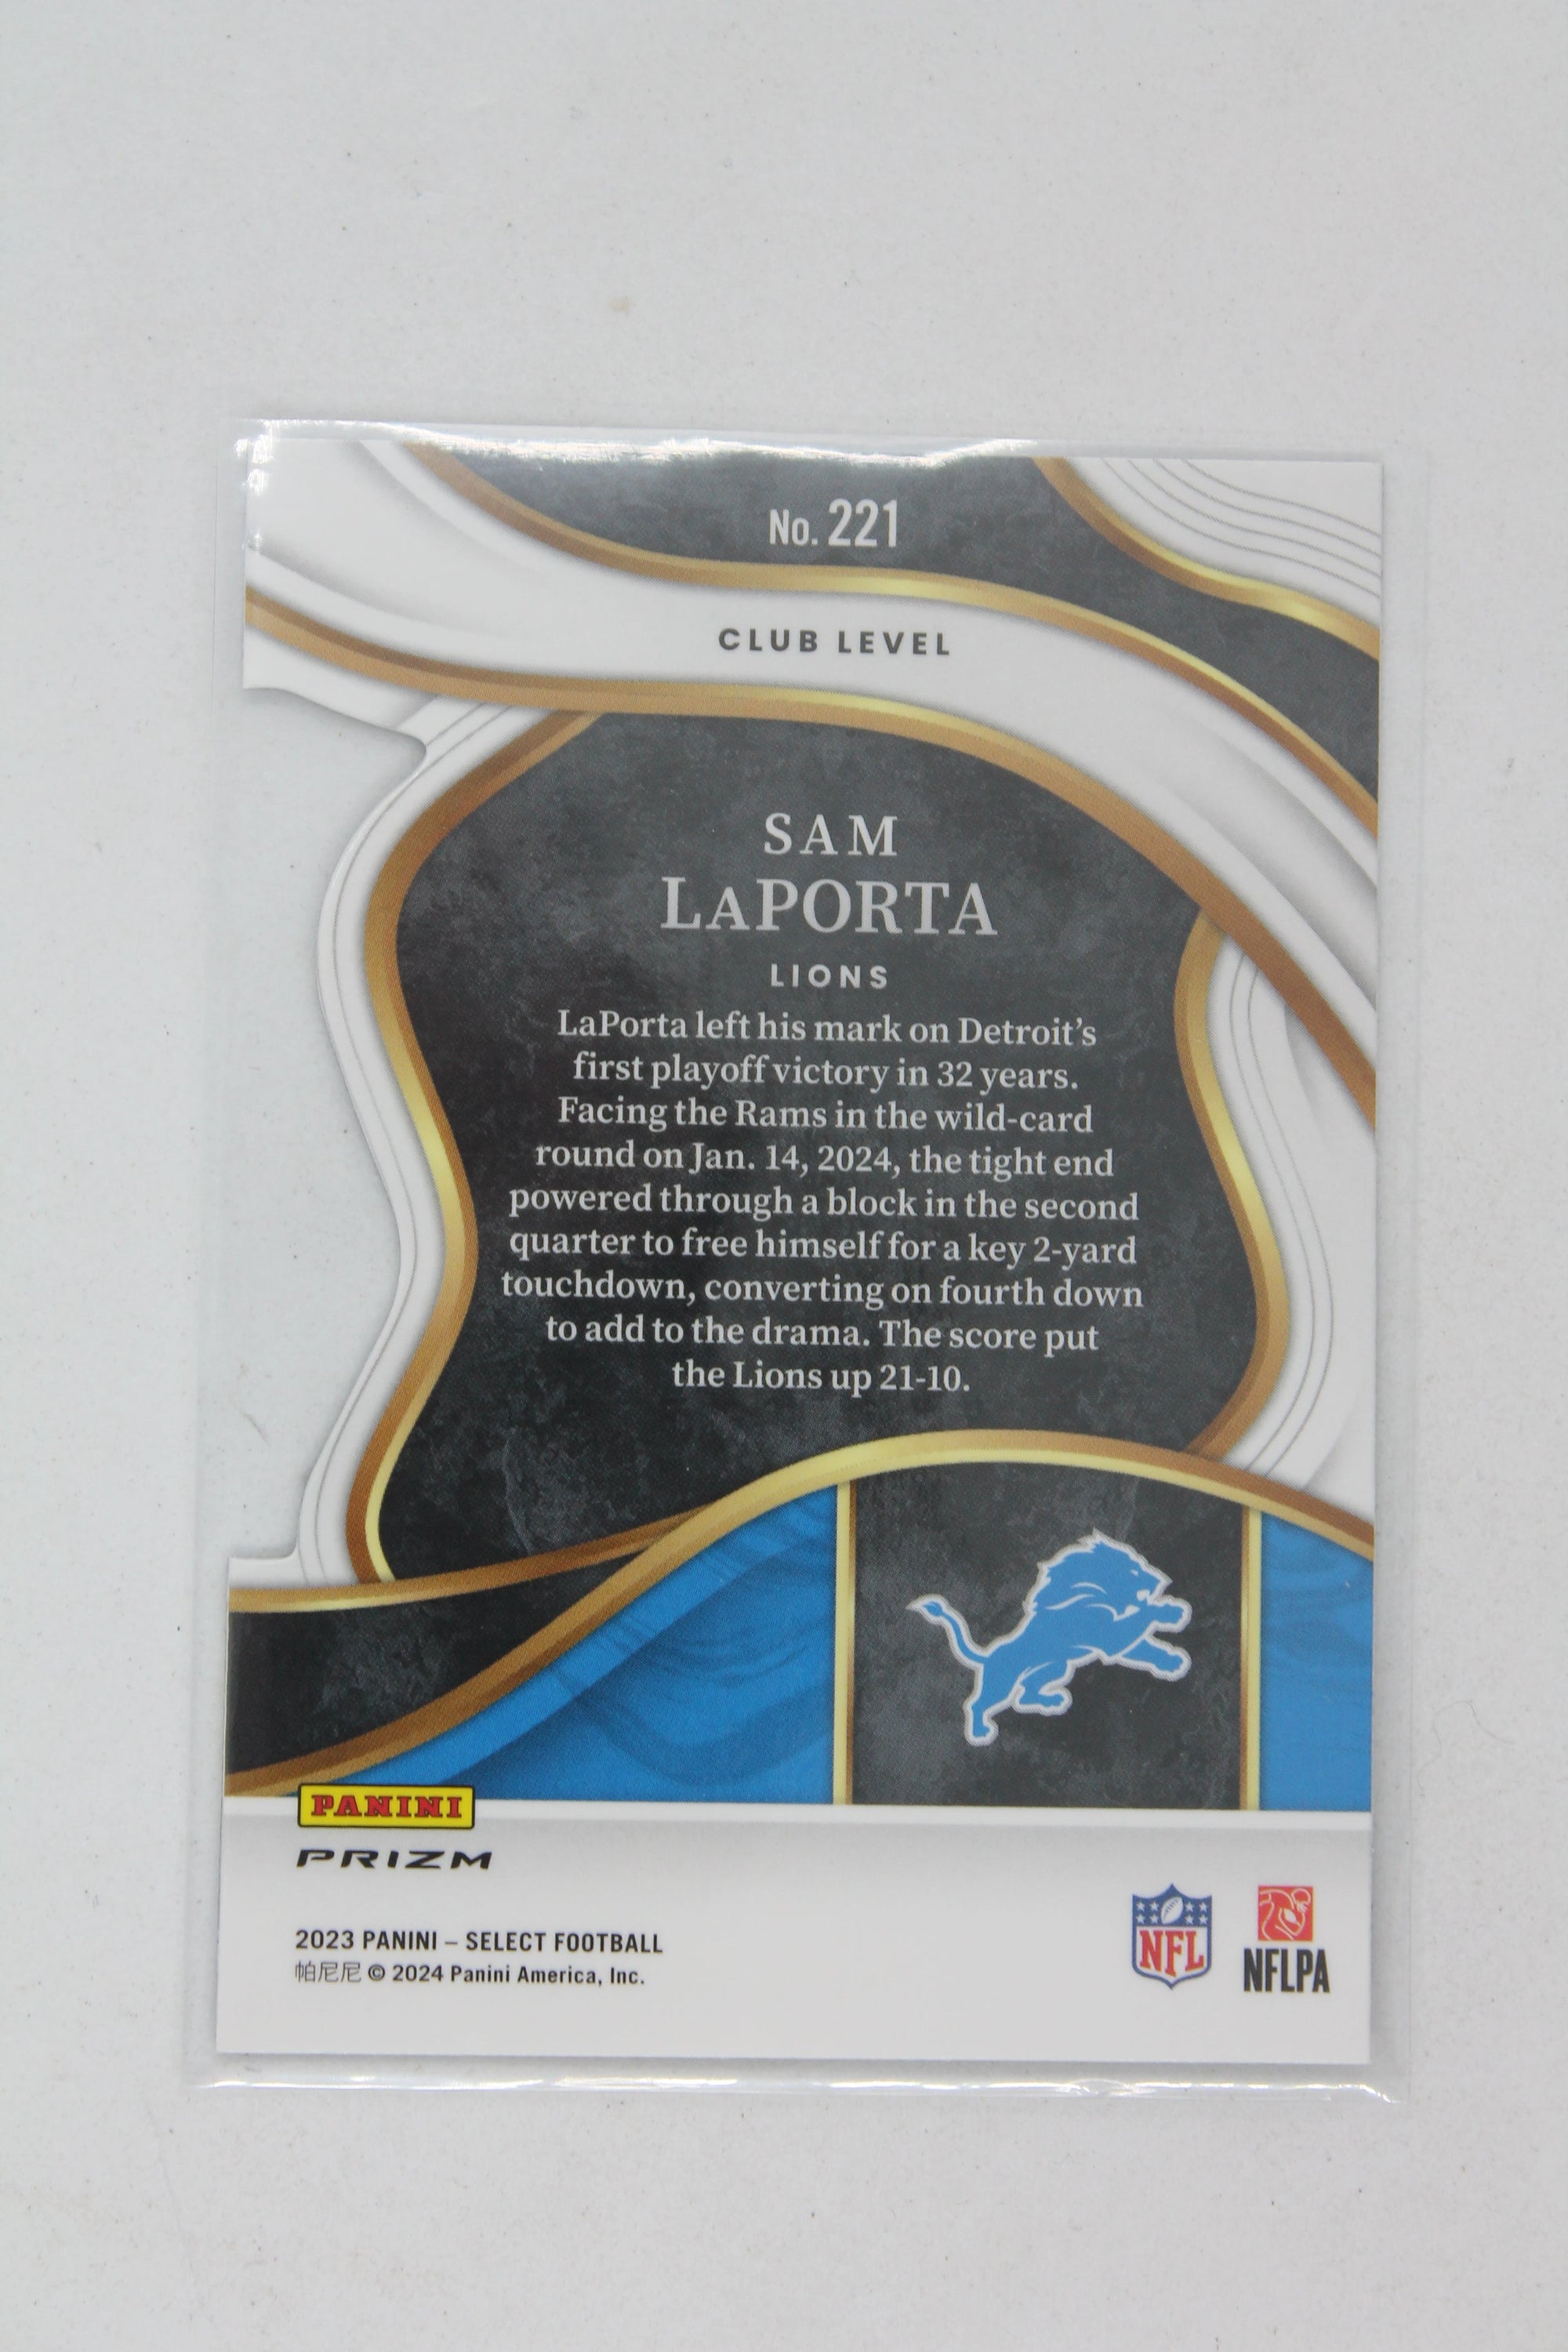 No. 221
CLUB LEVEL
SAM
LaPORTA
LIONS
LaPorta left his mark on Detroit's
first playoff victory in 32 years.
Facing the Rams in the wild-card
round on Jan. 14, 2024, the tight end
powered through a block in the second
quarter to free himself for a key 2-yard
touchdown, converting on fourth down
to add to the drama. The score put
the Lions up 21-10.
PANINI
PRIZM
2023 PANINI – SELECT FOOTBALL
帕尼尼 © 2024 Panini America, Inc.
NFL
NFLPA